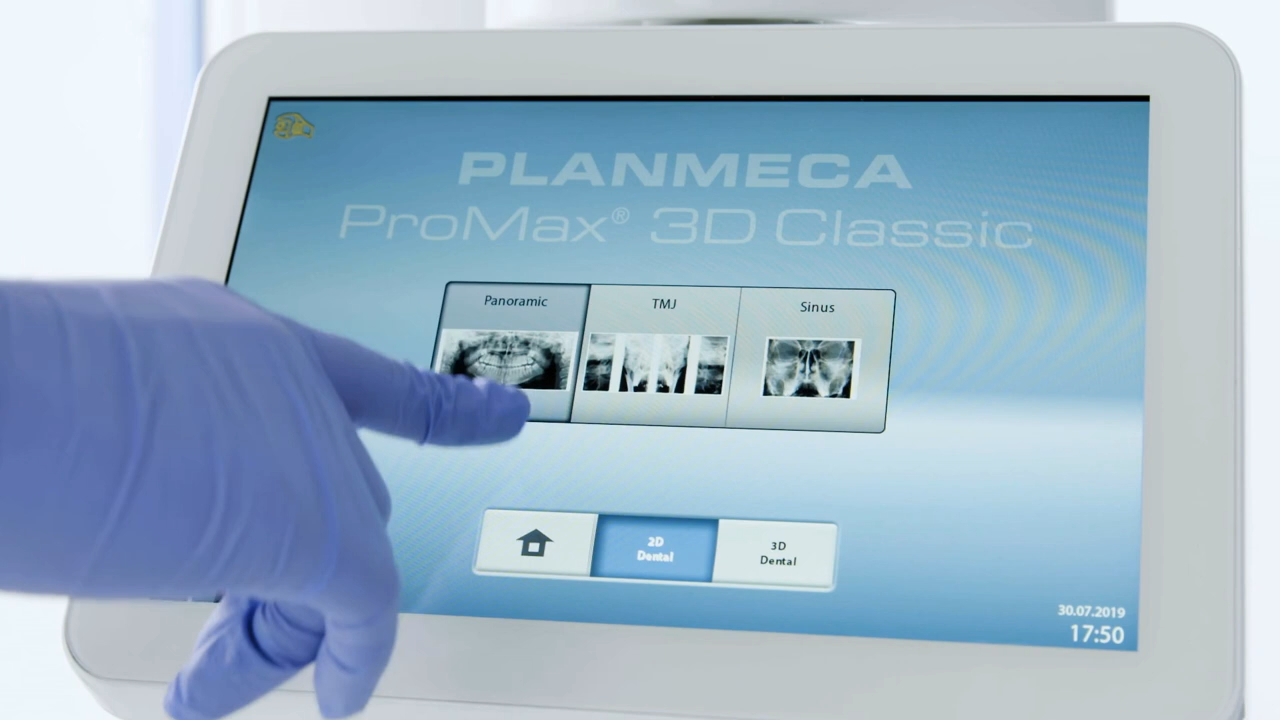 PLANMECA
ProMax® 3D Classic
Panoramic
TMJ
Sinus
2D
Dental
3D
Dental
30.07.2019
17:50